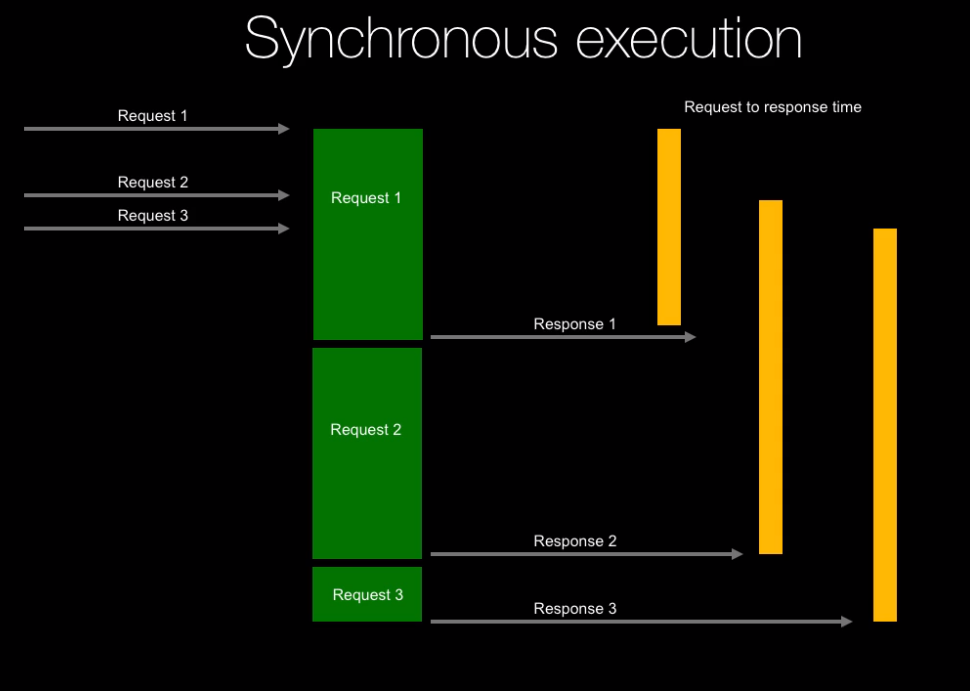 Synchronous execution
Request to response time
Request 1
Request 2
Request 3
Request 1
Response 1
Request 2
Response 2
Request 3
Response 3